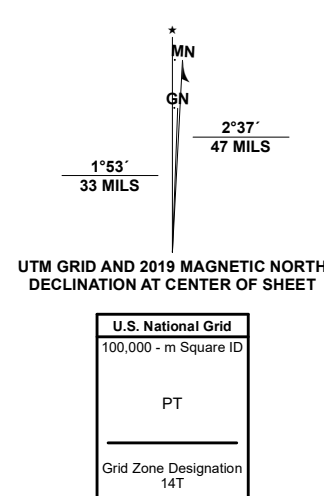 MN
GN
2°37´
47 MILS
1°53´
33 MILS
UTM GRID AND 2019 MAGNETIC NORTH
DECLINATION AT CENTER OF SHEET
U.S. National Grid
100,000 - m Square ID
PT
Grid Zone Designation
14T